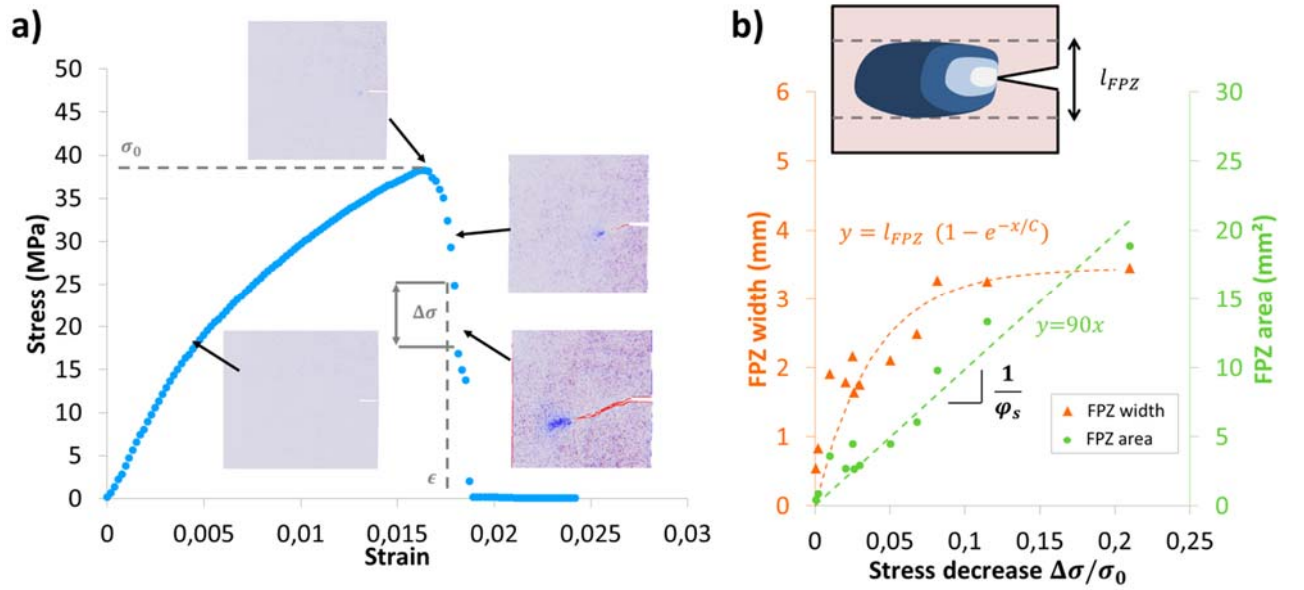 a)
50
45
40
35
30
25
20
15
10
5
0
Stress (MPa)
σ₀
Δσ
ϵ
0
0,005
0,01
0,015
0,02
0,025
0,03
Strain
b)
l_FPZ
6
5
4
3
2
1
0
FPZ width (mm)
30
25
20
15
10
5
0
FPZ area (mm²)
y = l_FPZ (1 − e^{−x/C})
y=90x
1
φₛ
FPZ width
FPZ area
0
0,05
0,1
0,15
0,2
0,25
Stress decrease Δσ/σ₀